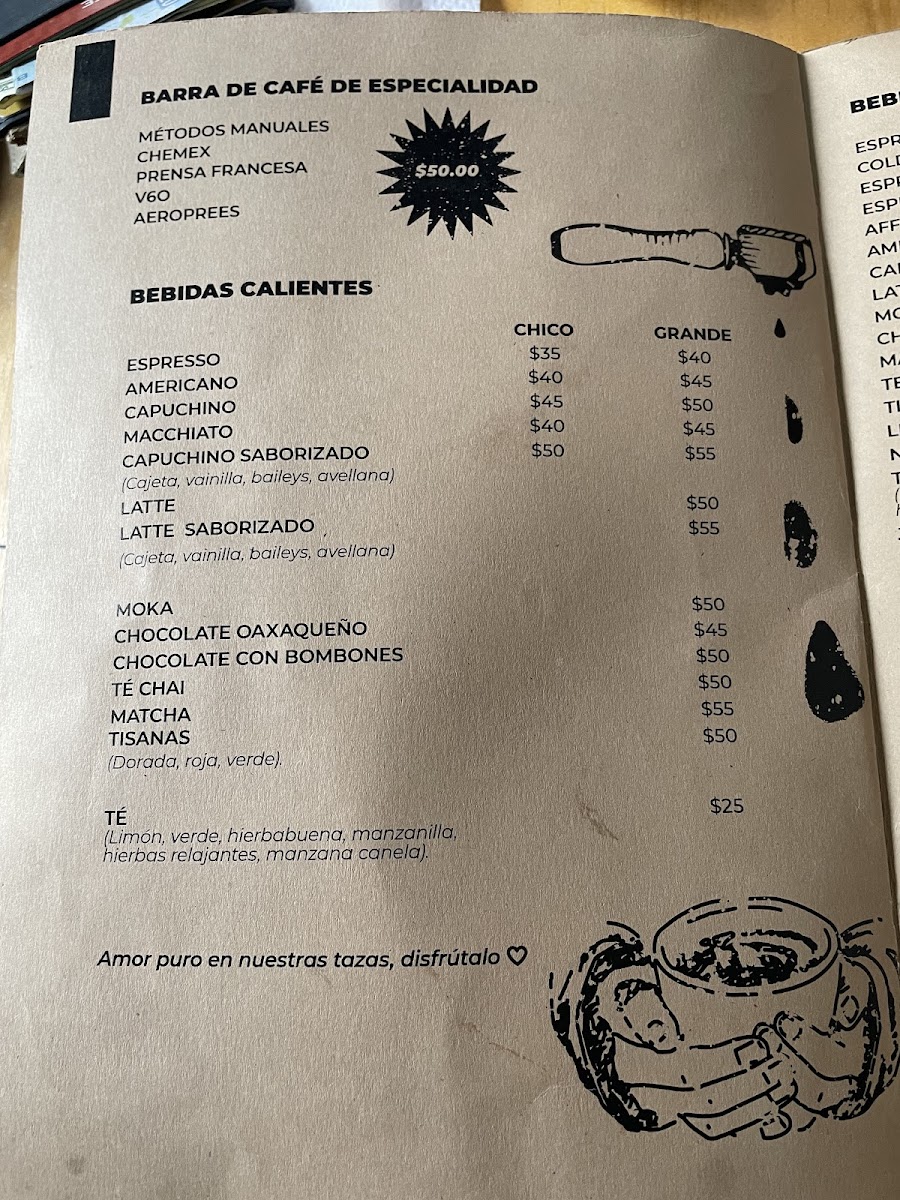 BARRA DE CAFÉ DE ESPECIALIDAD
MÉTODOS MANUALES
CHEMEX
PRENSA FRANCESA
V60
AEROPREES
$50.00
BEBIDAS CALIENTES
CHICO GRANDE
ESPRESSO $35 $40
AMERICANO $40 $45
CAPUCHINO $45 $50
MACCHIATO $40 $45
CAPUCHINO SABORIZADO $50 $55
(Cajeta, vainilla, baileys, avellana)
LATTE $50
LATTE SABORIZADO $55
(Cajeta, vainilla, baileys, avellana)
MOKA $50
CHOCOLATE OAXAQUEÑO $45
CHOCOLATE CON BOMBONES $50
TÉ CHAI $50
MATCHA $55
TISANAS $50
(Dorada, roja, verde).
TÉ $25
(Limón, verde, hierbabuena, manzanilla,
hierbas relajantes, manzana canela).
Amor puro en nuestras tazas, disfrútalo ♡